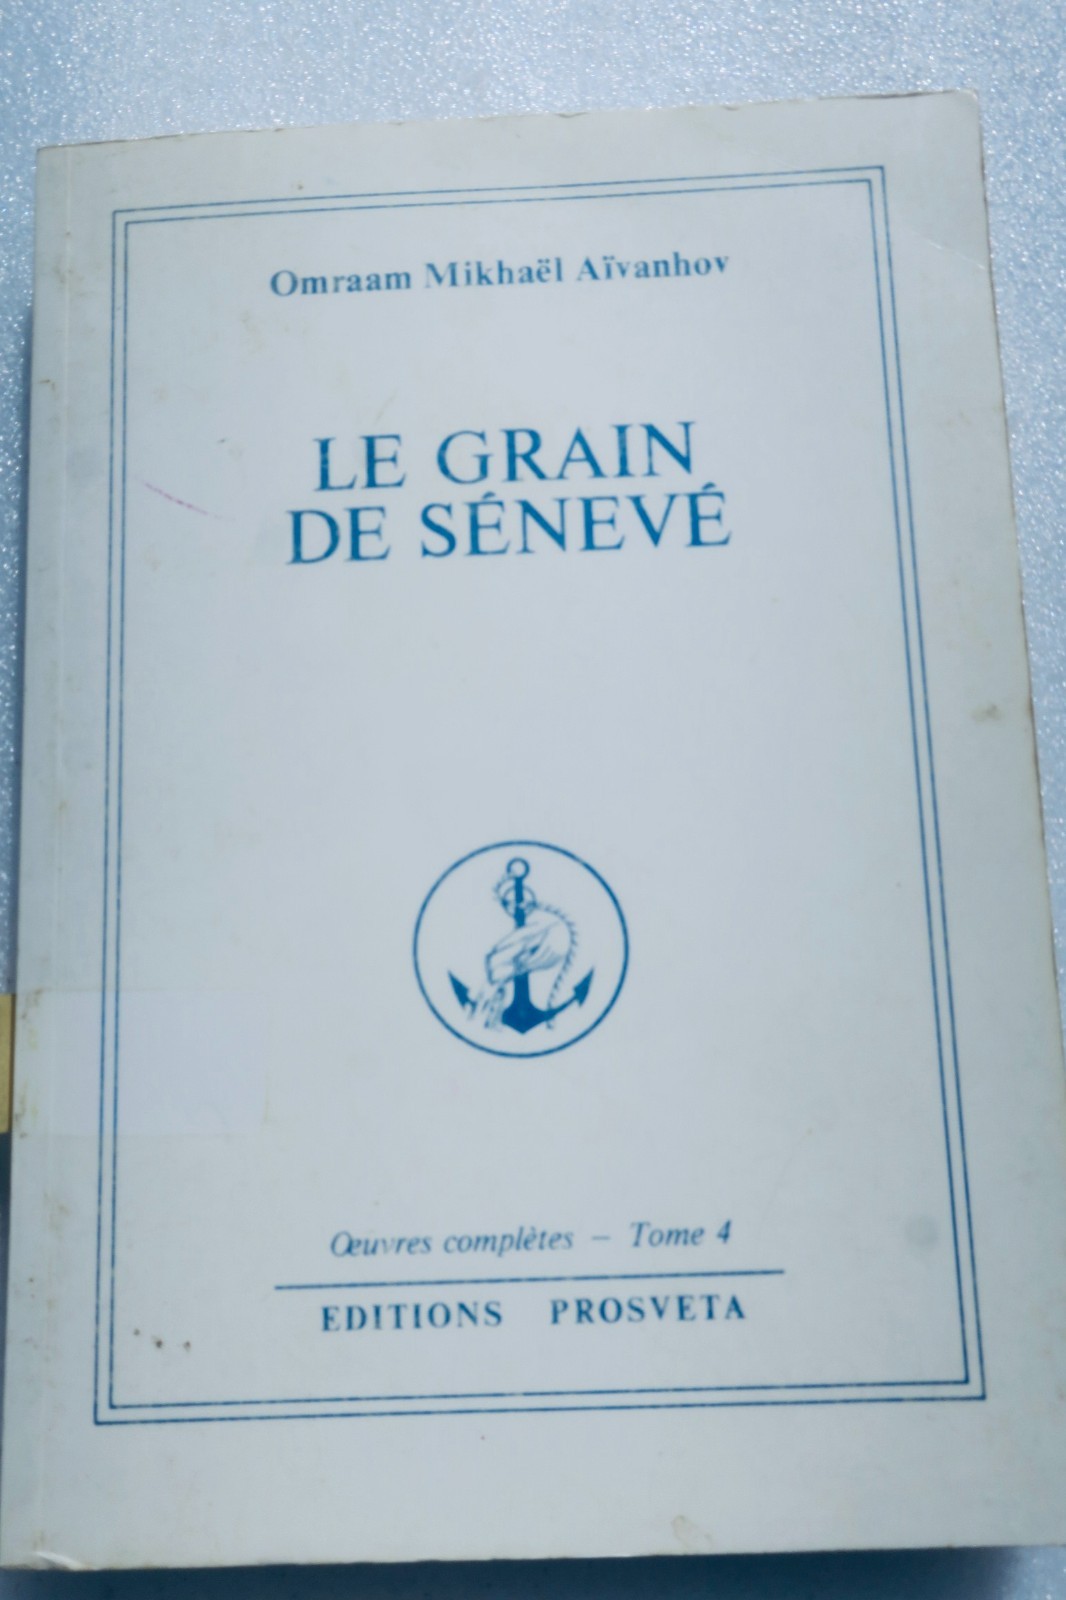 Omraam Mikhaël Aïvanhov
LE GRAIN
DE SÉNEVÉ
Œuvres complètes – Tome 4
EDITIONS PROSVETA